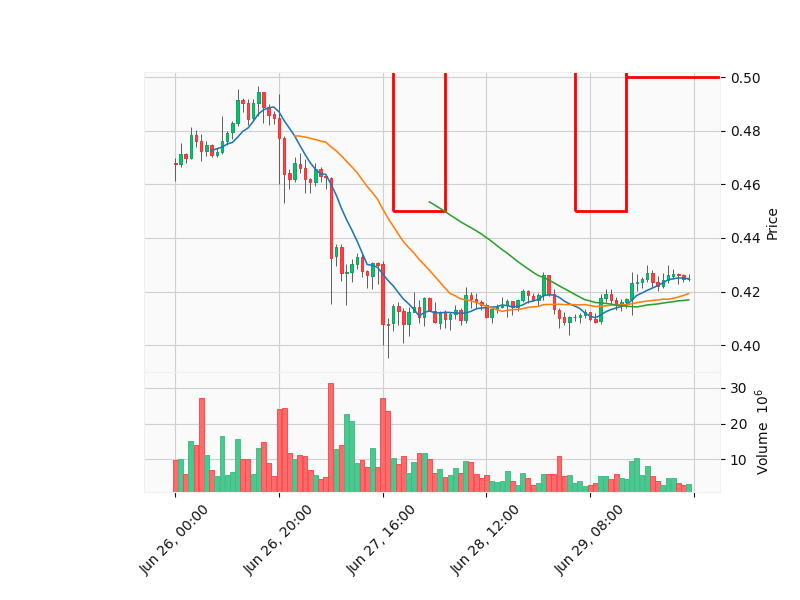 0.50
0.48
0.46
0.44
0.42
0.40
Price
30
20
10
Volume 10^6
Jun 26, 00:00
Jun 26, 20:00
Jun 27, 16:00
Jun 28, 12:00
Jun 29, 08:00